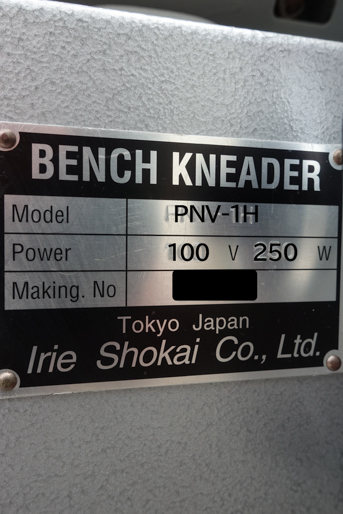 BENCH KNEADER
Model PNV-1H
Power 100 V 250 W
Making. No
Tokyo Japan
Irie Shokai Co., Ltd.